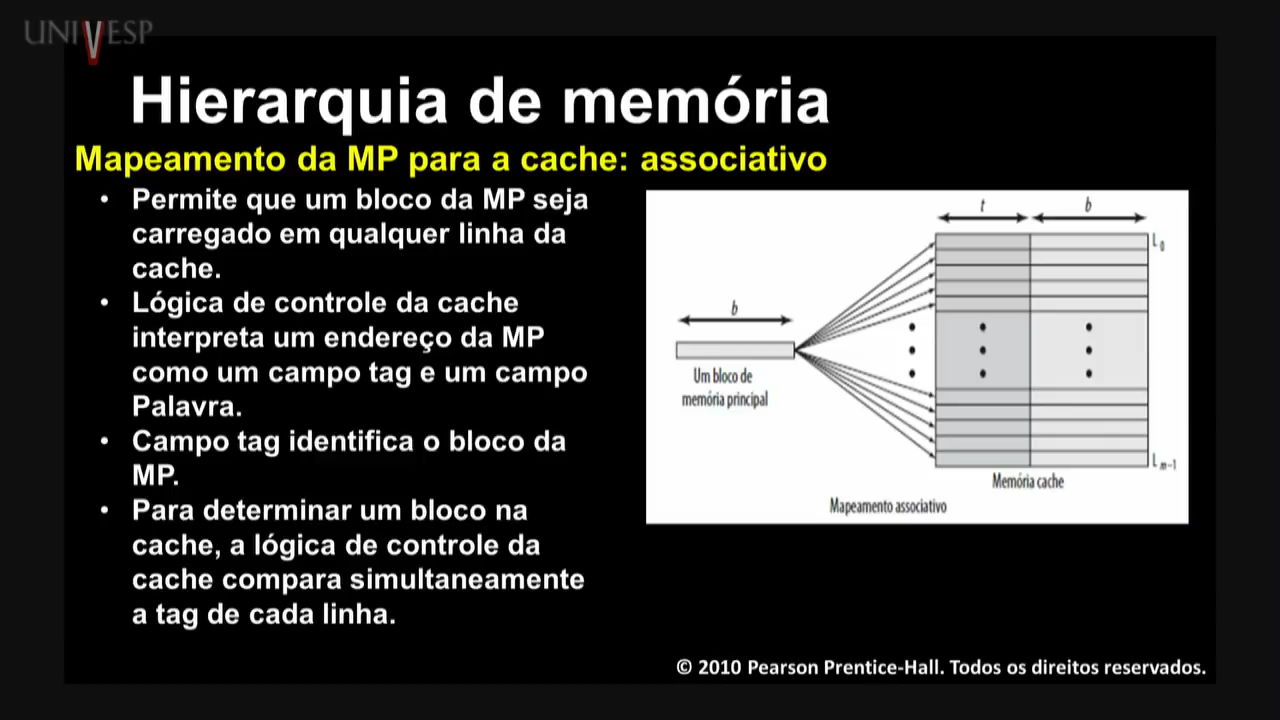 UNIVESP
Hierarquia de memória
Mapeamento da MP para a cache: associativo
• Permite que um bloco da MP seja
carregado em qualquer linha da
cache.
• Lógica de controle da cache
interpreta um endereço da MP
como um campo tag e um campo
Palavra.
• Campo tag identifica o bloco da
MP.
• Para determinar um bloco na
cache, a lógica de controle da
cache compara simultaneamente
a tag de cada linha.
t
b
L0
b
Um bloco de
memória principal
Lm–1
Memória cache
Mapeamento associativo
© 2010 Pearson Prentice-Hall. Todos os direitos reservados.